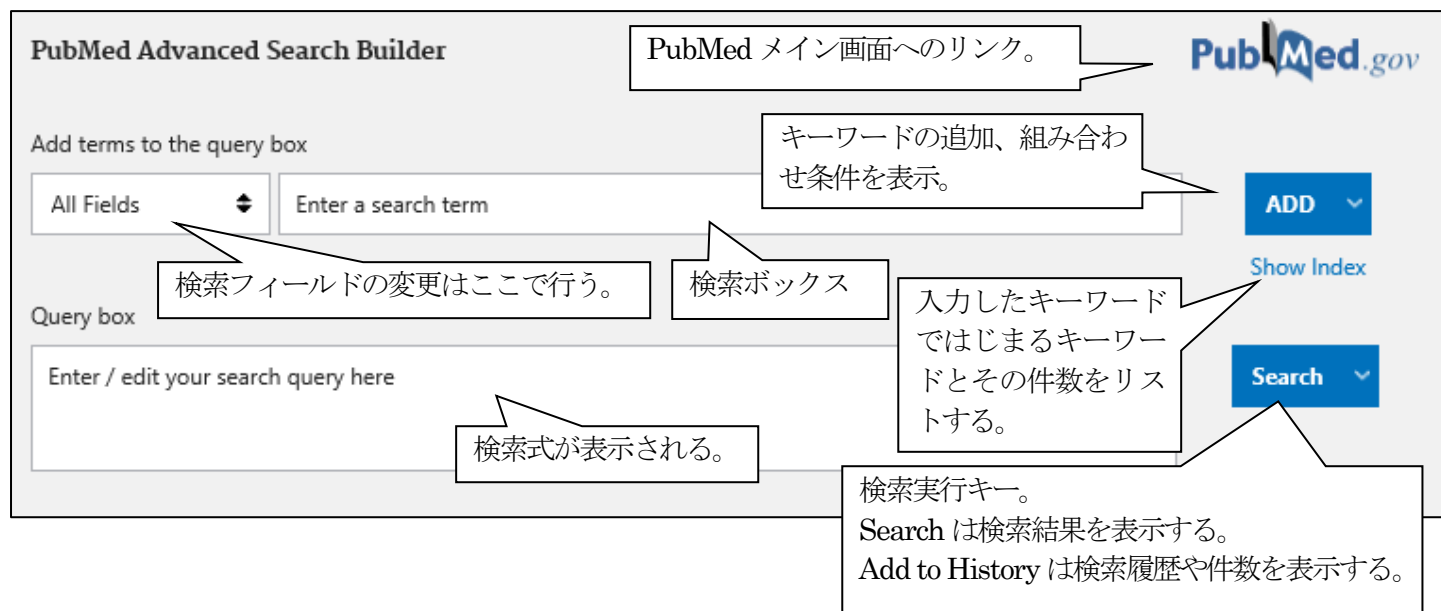 PubMed Advanced Search Builder
PubMed メイン画面へのリンク。
PubMed.gov
Add terms to the query box
キーワードの追加、組み合わ
せ条件を表示。
All Fields
Enter a search term
ADD
検索フィールドの変更はここで行う。
検索ボックス
Show Index
入力したキーワード
ではじまるキーワー
ドとその件数をリス
トする。
Query box
Enter / edit your search query here
Search
検索式が表示される。
検索実行キー。
Search は検索結果を表示する。
Add to History は検索履歴や件数を表示する。